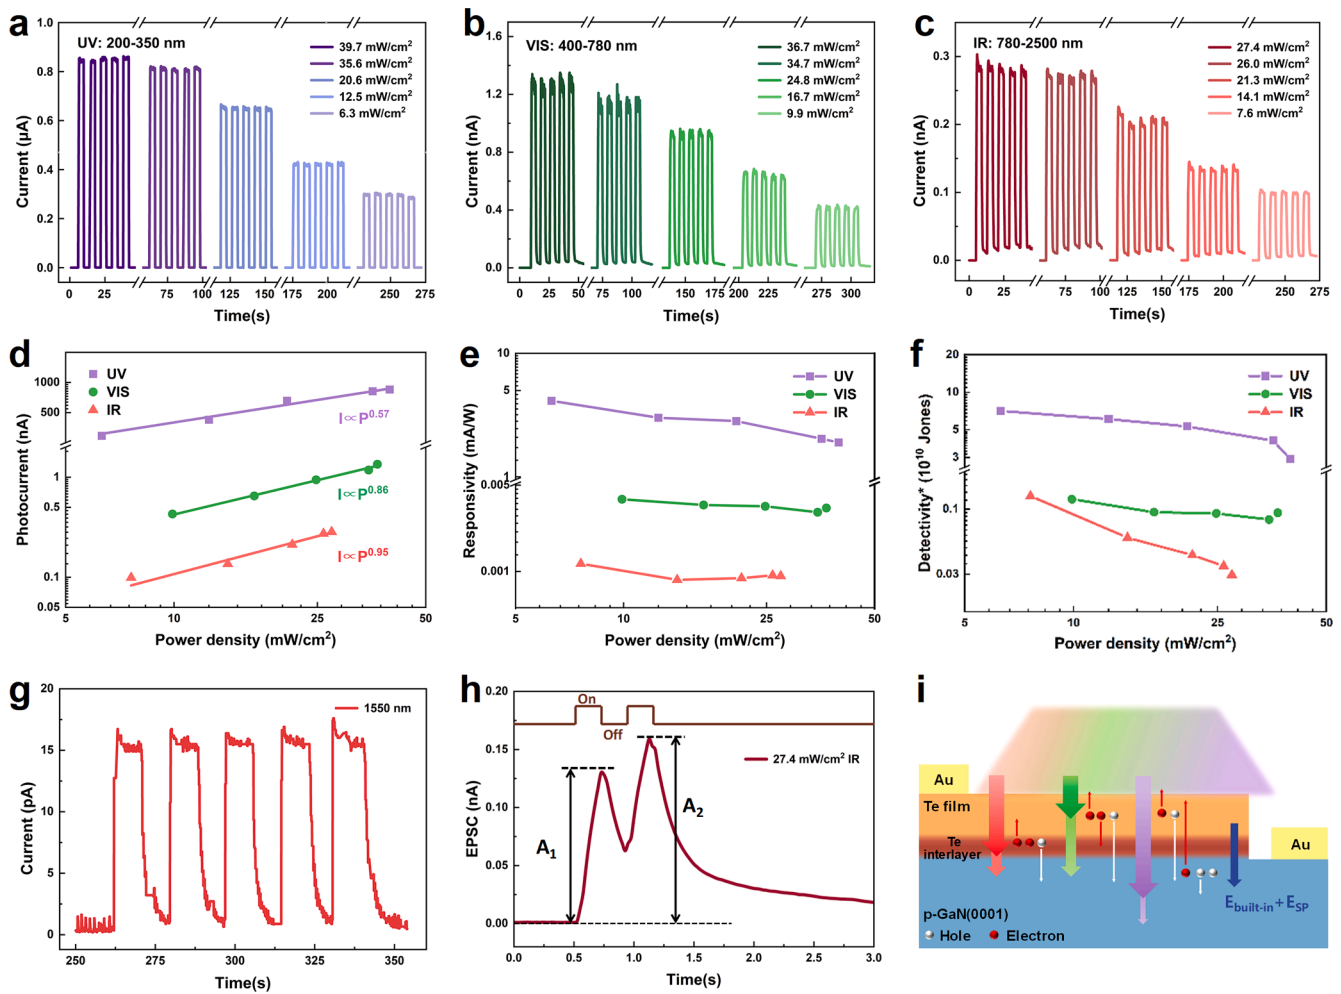 a
UV: 200-350 nm
39.7 mW/cm²
35.6 mW/cm²
20.6 mW/cm²
12.5 mW/cm²
6.3 mW/cm²
Current (μA)
1.0
0.8
0.6
0.4
0.2
0.0
0 25 75 100 125 150 175 200 250 275
Time(s)
b
VIS: 400-780 nm
36.7 mW/cm²
34.7 mW/cm²
24.8 mW/cm²
16.7 mW/cm²
9.9 mW/cm²
Current (nA)
1.6
1.2
0.8
0.4
0.0
0 25 50 75 100 150 175 200 225 275 300
Time(s)
c
IR: 780-2500 nm
27.4 mW/cm²
26.0 mW/cm²
21.3 mW/cm²
14.1 mW/cm²
7.6 mW/cm²
Current (nA)
0.3
0.2
0.1
0.0
0 25 75 100 125 150 175 200 250 275
Time(s)
d
UV
VIS
IR
I∝P^0.57
I∝P^0.86
I∝P^0.95
Photocurrent (nA)
1000
500
1
0.5
0.1
0.05
5 10 25 50
Power density (mW/cm²)
e
UV
VIS
IR
Responsivity (mA/W)
10
5
1
0.005
0.001
5 10 25 50
Power density (mW/cm²)
f
UV
VIS
IR
Detectivity* (10¹⁰ Jones)
20
10
5
3
0.1
0.03
5 10 25 50
Power density (mW/cm²)
g
1550 nm
Current (pA)
20
15
10
5
0
250 275 300 325 350
Time(s)
h
On
Off
27.4 mW/cm² IR
A₁
A₂
EPSC (nA)
0.20
0.15
0.10
0.05
0.00
0.0 0.5 1.0 1.5 2.0 2.5 3.0
Time(s)
i
Au
Te film
Te
interlayer
Au
E_built-in + E_SP
p-GaN(0001)
Hole Electron